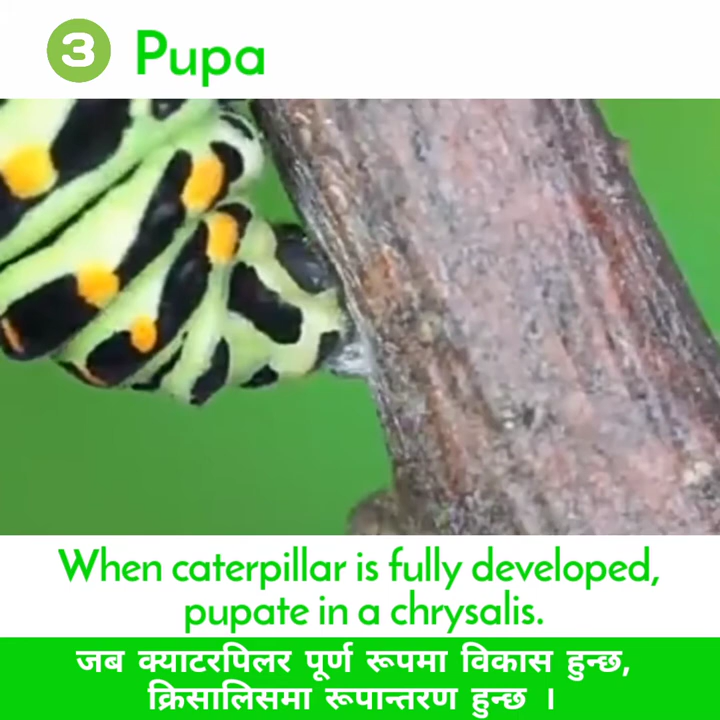 3 Pupa
When caterpillar is fully developed,
pupate in a chrysalis.
जब क्याटरपिलर पूर्ण रूपमा विकास हुन्छ,
क्रिसालिसमा रूपान्तरण हुन्छ ।